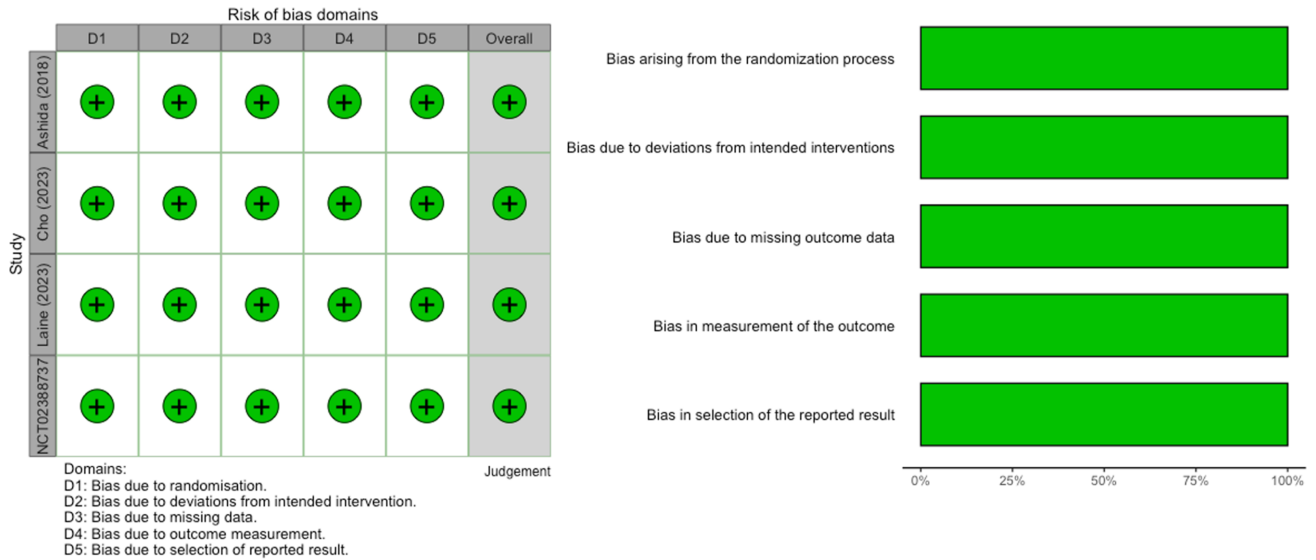 Risk of bias domains
D1 D2 D3 D4 D5 Overall
Study
Ashida (2018)
+ + + + + +
Cho (2023)
+ + + + + +
Laine (2023)
+ + + + + +
NCT02388737
+ + + + + +
Domains:
D1: Bias due to randomisation.
D2: Bias due to deviations from intended intervention.
D3: Bias due to missing data.
D4: Bias due to outcome measurement.
D5: Bias due to selection of reported result.
Judgement
Bias arising from the randomization process
Bias due to deviations from intended interventions
Bias due to missing outcome data
Bias in measurement of the outcome
Bias in selection of the reported result
0% 25% 50% 75% 100%